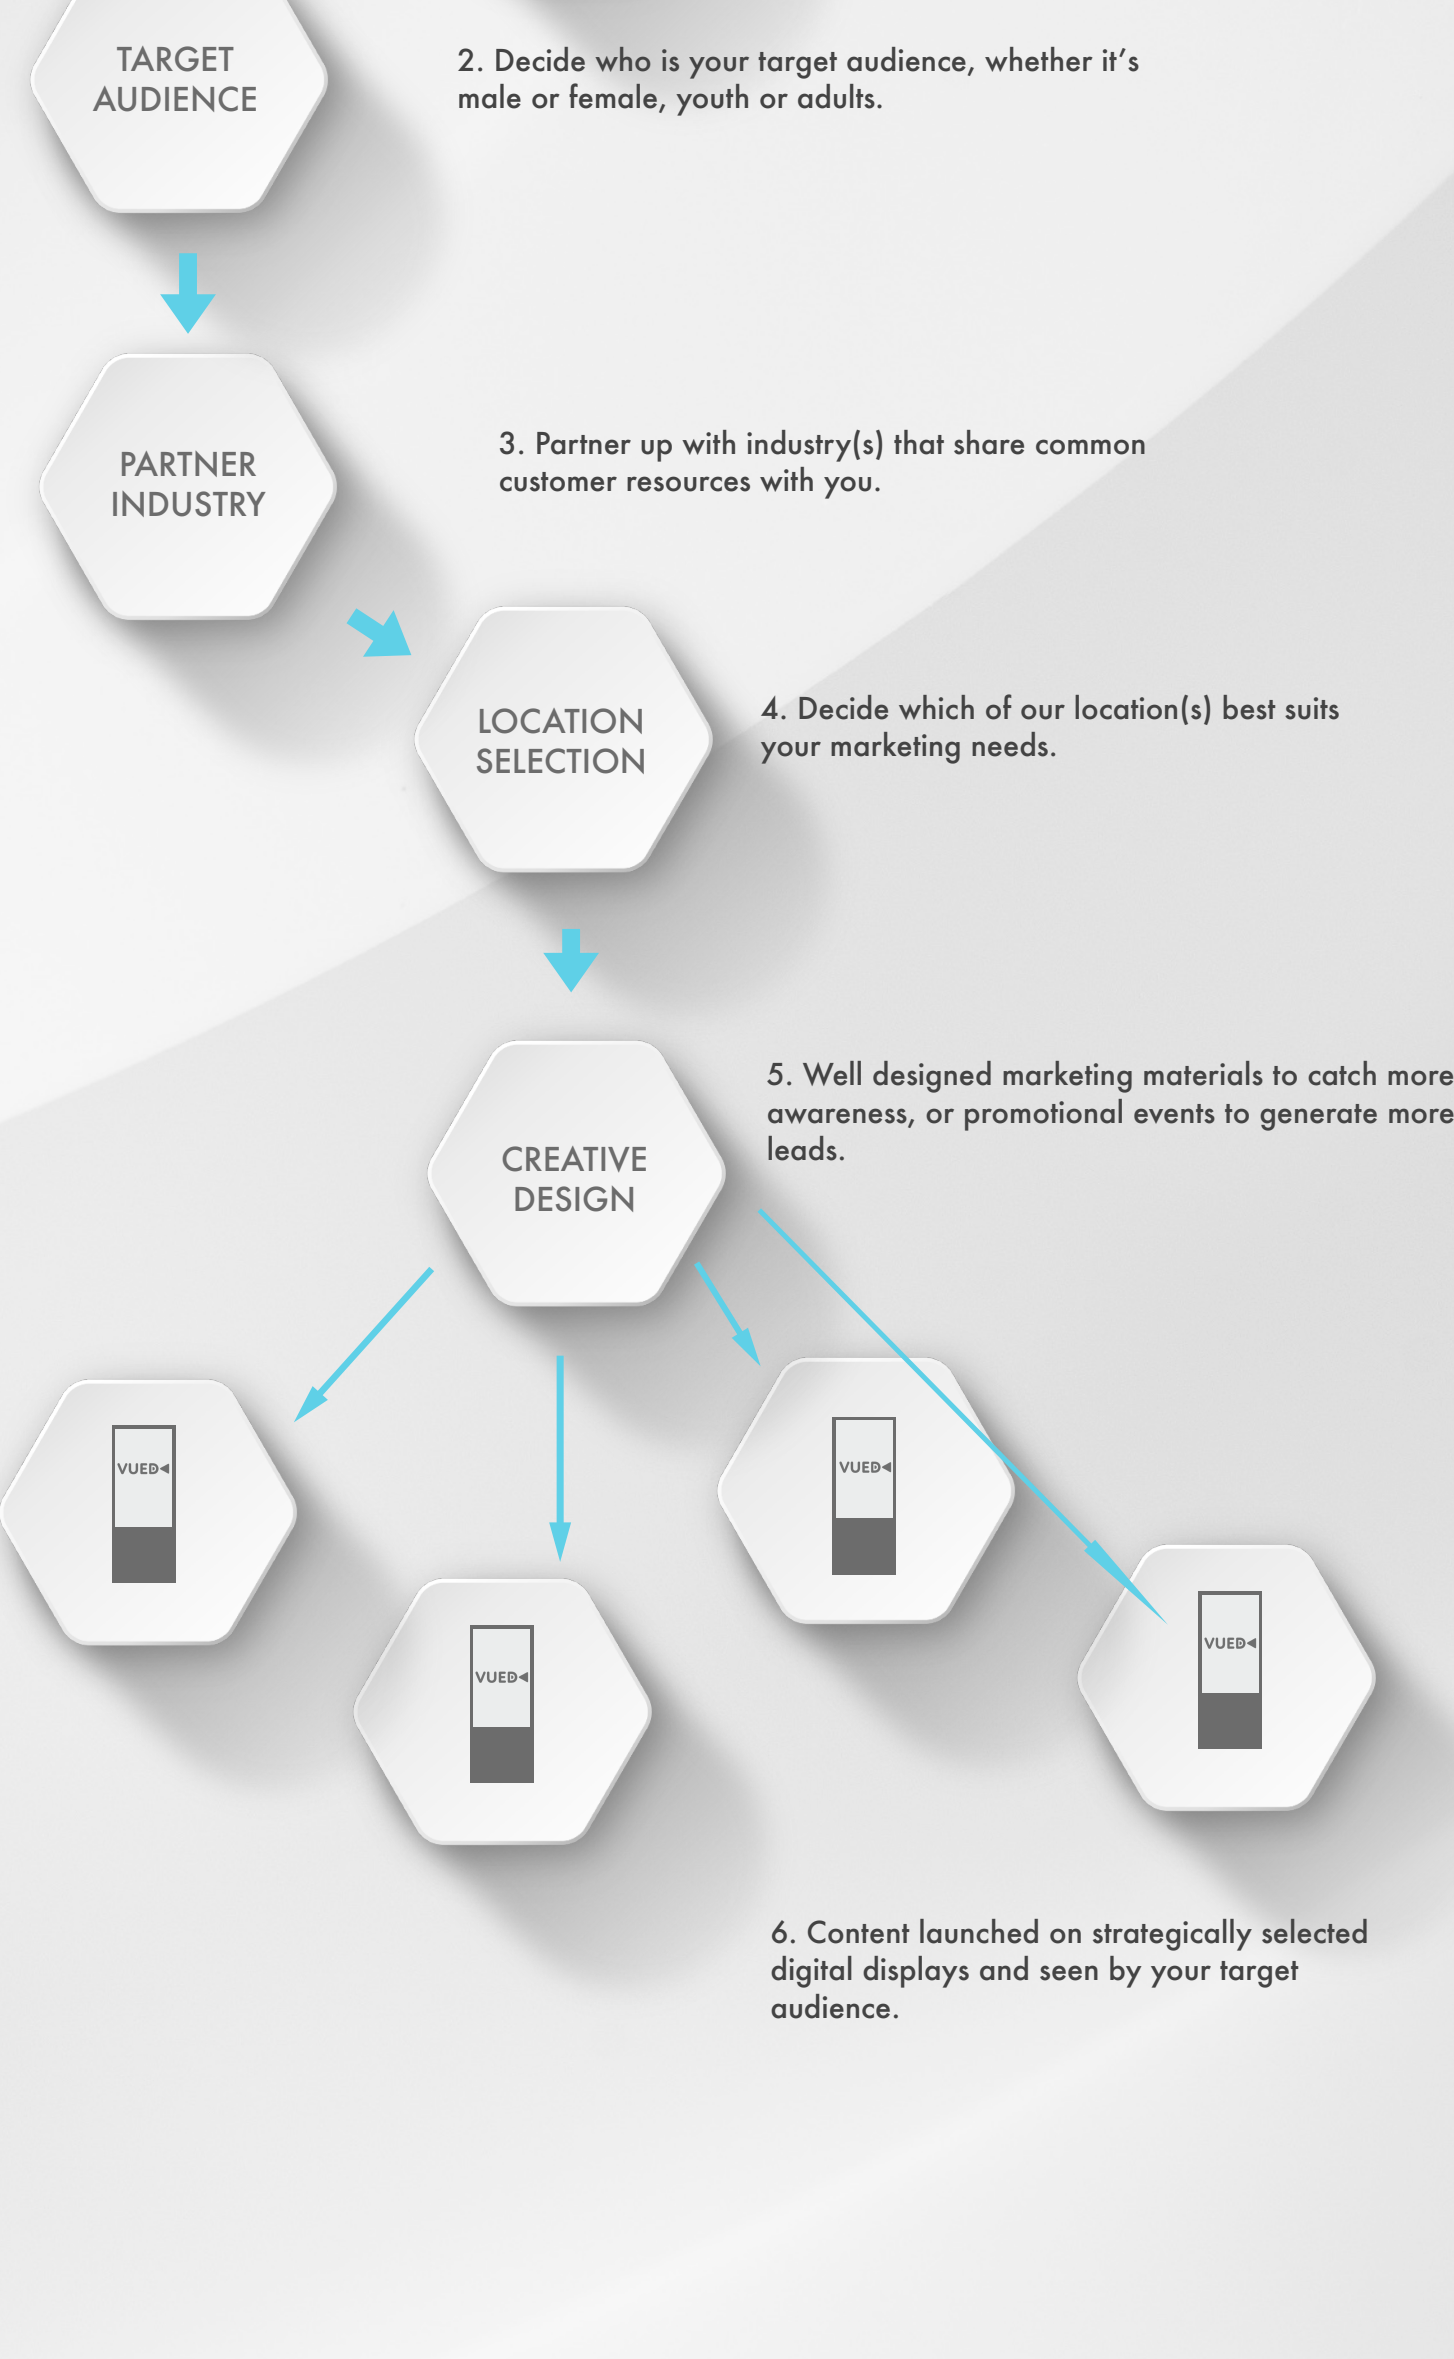 TARGET
AUDIENCE
2. Decide who is your target audience, whether it's
male or female, youth or adults.
PARTNER
INDUSTRY
3. Partner up with industry(s) that share common
customer resources with you.
LOCATION
SELECTION
4. Decide which of our location(s) best suits
your marketing needs.
CREATIVE
DESIGN
5. Well designed marketing materials to catch more
awareness, or promotional events to generate more
leads.
VUED
VUED
VUED
VUED
6. Content launched on strategically selected
digital displays and seen by your target
audience.